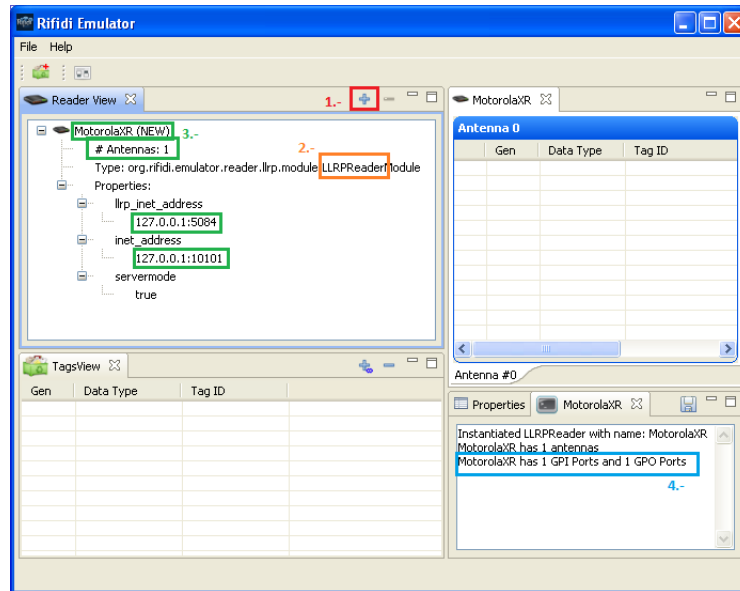 Rifidi Emulator
File Help
Reader View
1.-
MotorolaXR (NEW) 3.-
# Antennas: 1
2.-
Type: org.rifidi.emulator.reader.llrp.module.LLRPReaderModule
Properties:
llrp_inet_address
127.0.0.1:5084
inet_address
127.0.0.1:10101
servermode
true
MotorolaXR
Antenna 0
Gen Data Type Tag ID
Antenna #0
TagsView
Gen Data Type Tag ID
Properties MotorolaXR
Instantiated LLRPReader with name: MotorolaXR
MotorolaXR has 1 antennas
MotorolaXR has 1 GPI Ports and 1 GPO Ports
4.-